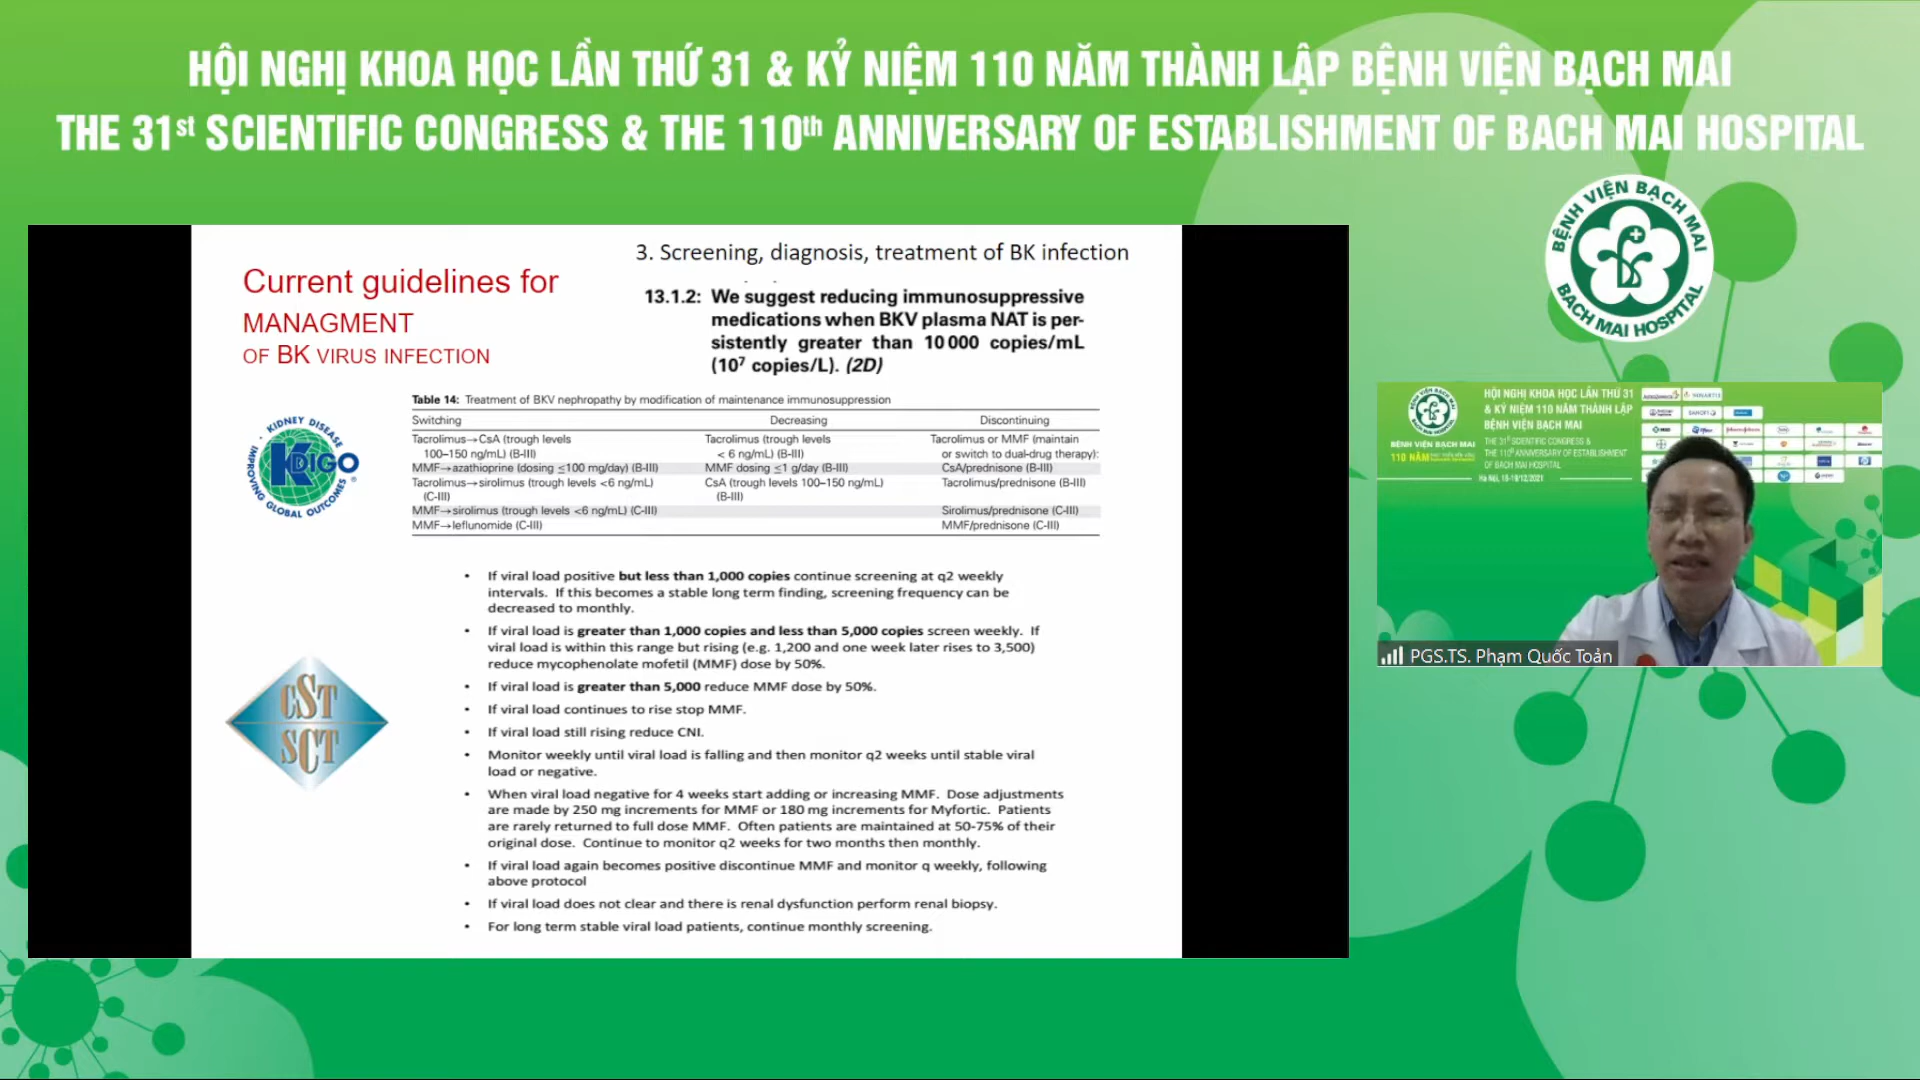 HỘI NGHỊ KHOA HỌC LẦN THỨ 31 & KỶ NIỆM 110 NĂM THÀNH LẬP BỆNH VIỆN BẠCH MAI
THE 31st SCIENTIFIC CONGRESS & THE 110th ANNIVERSARY OF ESTABLISHMENT OF BACH MAI HOSPITAL
BỆNH VIỆN BẠCH MAI
BACH MAI HOSPITAL
3. Screening, diagnosis, treatment of BK infection
Current guidelines for
MANAGMENT
OF BK VIRUS INFECTION
13.1.2: We suggest reducing immunosuppressive
medications when BKV plasma NAT is per-
sistently greater than 10 000 copies/mL
(10⁷ copies/L). (2D)
Table 14: Treatment of BKV nephropathy by modification of maintenance immunosuppression
Switching Decreasing Discontinuing
Tacrolimus→CsA (trough levels Tacrolimus (trough levels Tacrolimus or MMF (maintain
100–150 ng/mL) (B-III) < 6 ng/mL) (B-III) or switch to dual-drug therapy):
MMF→azathioprine (dosing ≤100 mg/day) (B-III) MMF dosing ≤1 g/day (B-III) CsA/prednisone (B-III)
Tacrolimus→sirolimus (trough levels <6 ng/mL) CsA (trough levels 100–150 ng/mL) Tacrolimus/prednisone (B-III)
(C-III) (B-III)
MMF→sirolimus (trough levels <6 ng/mL) (C-III) Sirolimus/prednisone (C-III)
MMF→leflunomide (C-III) MMF/prednisone (C-III)
KIDNEY DISEASE
KDIGO
IMPROVING GLOBAL OUTCOMES
CST
SCT
• If viral load positive but less than 1,000 copies continue screening at q2 weekly
intervals. If this becomes a stable long term finding, screening frequency can be
decreased to monthly.
• If viral load is greater than 1,000 copies and less than 5,000 copies screen weekly. If
viral load is within this range but rising (e.g. 1,200 and one week later rises to 3,500)
reduce mycophenolate mofetil (MMF) dose by 50%.
• If viral load is greater than 5,000 reduce MMF dose by 50%.
• If viral load continues to rise stop MMF.
• If viral load still rising reduce CNI.
• Monitor weekly until viral load is falling and then monitor q2 weeks until stable viral
load or negative.
• When viral load negative for 4 weeks start adding or increasing MMF. Dose adjustments
are made by 250 mg increments for MMF or 180 mg increments for Myfortic. Patients
are rarely returned to full dose MMF. Often patients are maintained at 50-75% of their
original dose. Continue to monitor q2 weeks for two months then monthly.
• If viral load again becomes positive discontinue MMF and monitor q weekly, following
above protocol
• If viral load does not clear and there is renal dysfunction perform renal biopsy.
• For long term stable viral load patients, continue monthly screening.
HỘI NGHỊ KHOA HỌC LẦN THỨ 31
& KỶ NIỆM 110 NĂM THÀNH LẬP
BỆNH VIỆN BẠCH MAI
THE 31st SCIENTIFIC CONGRESS &
THE 110th ANNIVERSARY OF ESTABLISHMENT
OF BACH MAI HOSPITAL
BỆNH VIỆN BẠCH MAI
110 NĂM
PGS.TS. Phạm Quốc Toản